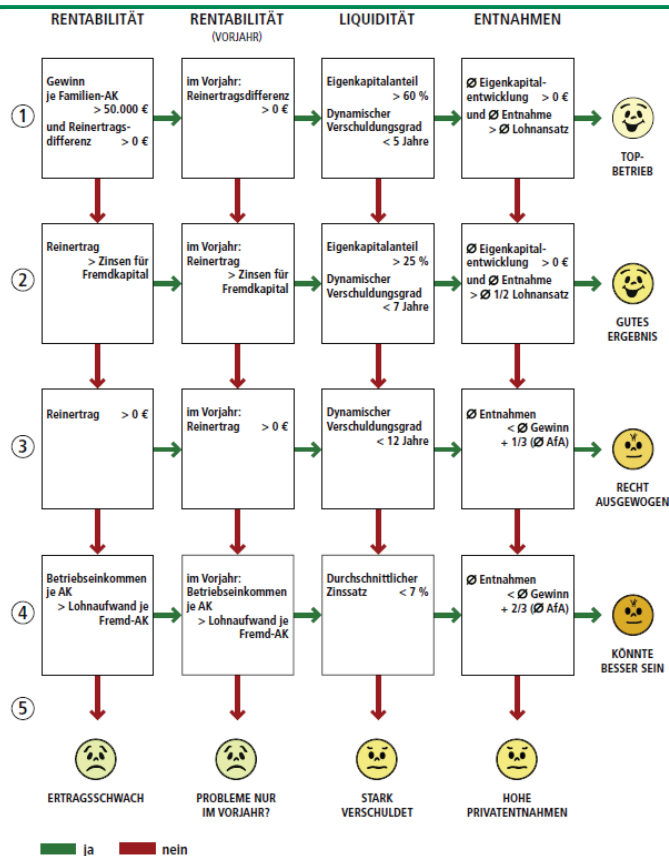 RENTABILITÄT
RENTABILITÄT
(VORJAHR)
LIQUIDITÄT
ENTNAHMEN
1
Gewinn
je Familien-AK
> 50.000 €
und Reinertrags-
differenz > 0 €
im Vorjahr:
Reinertragsdifferenz
> 0 €
Eigenkapitalanteil
> 60 %
Dynamischer
Verschuldungsgrad
< 5 Jahre
Ø Eigenkapital-
entwicklung > 0 €
und Ø Entnahme
> Ø Lohnansatz
TOP-
BETRIEB
2
Reinertrag
> Zinsen für
Fremdkapital
im Vorjahr:
Reinertrag
> Zinsen für
Fremdkapital
Eigenkapitalanteil
> 25 %
Dynamischer
Verschuldungsgrad
< 7 Jahre
Ø Eigenkapital-
entwicklung > 0 €
und Ø Entnahme
> Ø 1/2 Lohnansatz
GUTES
ERGEBNIS
3
Reinertrag > 0 €
im Vorjahr:
Reinertrag > 0 €
Dynamischer
Verschuldungsgrad
< 12 Jahre
Ø Entnahmen
< Ø Gewinn
+ 1/3 (Ø AfA)
RECHT
AUSGEWOGEN
4
Betriebseinkommen
je AK
> Lohnaufwand je
Fremd-AK
im Vorjahr:
Betriebseinkommen
je AK
> Lohnaufwand je
Fremd-AK
Durchschnittlicher
Zinssatz < 7 %
Ø Entnahmen
< Ø Gewinn
+ 2/3 (Ø AfA)
KÖNNTE
BESSER SEIN
5
ERTRAGSSCHWACH
PROBLEME NUR
IM VORJAHR?
STARK
VERSCHULDET
HOHE
PRIVATENTNAHMEN
ja
nein